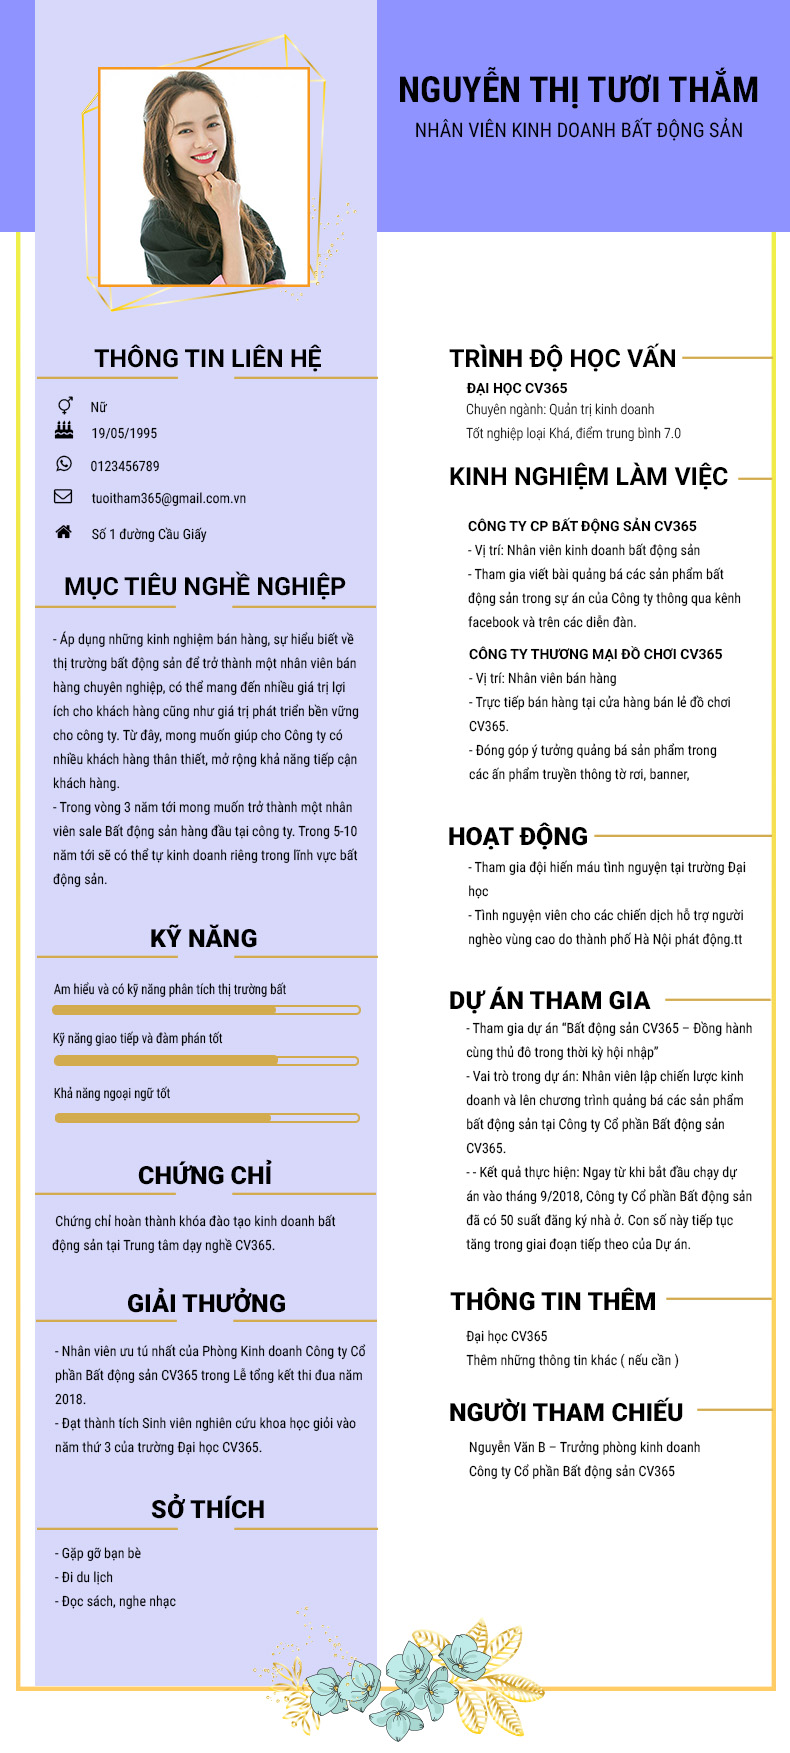 NGUYỄN THỊ TƯƠI THẮM
NHÂN VIÊN KINH DOANH BẤT ĐỘNG SẢN
THÔNG TIN LIÊN HỆ
Nữ
19/05/1995
0123456789
tuoitham365@gmail.com.vn
Số 1 đường Cầu Giấy
MỤC TIÊU NGHỀ NGHIỆP
- Áp dụng những kinh nghiệm bán hàng, sự hiểu biết về
thị trường bất động sản để trở thành một nhân viên bán
hàng chuyên nghiệp, có thể mang đến nhiều giá trị lợi
ích cho khách hàng cũng như giá trị phát triển bền vững
cho công ty. Từ đây, mong muốn giúp cho Công ty có
nhiều khách hàng thân thiết, mở rộng khả năng tiếp cận
khách hàng.
- Trong vòng 3 năm tới mong muốn trở thành một nhân
viên sale Bất động sản hàng đầu tại công ty. Trong 5-10
năm tới sẽ có thể tự kinh doanh riêng trong lĩnh vực bất
động sản.
KỸ NĂNG
Am hiểu và có kỹ năng phân tích thị trường bất
Kỹ năng giao tiếp và đàm phán tốt
Khả năng ngoại ngữ tốt
CHỨNG CHỈ
Chứng chỉ hoàn thành khóa đào tạo kinh doanh bất
động sản tại Trung tâm dạy nghề CV365.
GIẢI THƯỞNG
- Nhân viên ưu tú nhất của Phòng Kinh doanh Công ty Cổ
phần Bất động sản CV365 trong Lễ tổng kết thi đua năm
2018.
- Đạt thành tích Sinh viên nghiên cứu khoa học giỏi vào
năm thứ 3 của trường Đại học CV365.
SỞ THÍCH
- Gặp gỡ bạn bè
- Đi du lịch
- Đọc sách, nghe nhạc
TRÌNH ĐỘ HỌC VẤN
ĐẠI HỌC CV365
Chuyên ngành: Quản trị kinh doanh
Tốt nghiệp loại Khá, điểm trung bình 7.0
KINH NGHIỆM LÀM VIỆC
CÔNG TY CP BẤT ĐỘNG SẢN CV365
- Vị trí: Nhân viên kinh doanh bất động sản
- Tham gia viết bài quảng bá các sản phẩm bất
động sản trong sự án của Công ty thông qua kênh
facebook và trên các diễn đàn.
CÔNG TY THƯƠNG MẠI ĐỒ CHƠI CV365
- Vị trí: Nhân viên bán hàng
- Trực tiếp bán hàng tại cửa hàng bán lẻ đồ chơi
CV365.
- Đóng góp ý tưởng quảng bá sản phẩm trong
các ấn phẩm truyền thông tờ rơi, banner,
HOẠT ĐỘNG
- Tham gia đội hiến máu tình nguyện tại trường Đại
học
- Tình nguyện viên cho các chiến dịch hỗ trợ người
nghèo vùng cao do thành phố Hà Nội phát động.tt
DỰ ÁN THAM GIA
- Tham gia dự án “Bất động sản CV365 – Đồng hành
cùng thủ đô trong thời kỳ hội nhập”
- Vai trò trong dự án: Nhân viên lập chiến lược kinh
doanh và lên chương trình quảng bá các sản phẩm
bất động sản tại Công ty Cổ phần Bất động sản
CV365.
- - Kết quả thực hiện: Ngay từ khi bắt đầu chạy dự
án vào tháng 9/2018, Công ty Cổ phần Bất động sản
đã có 50 suất đăng ký nhà ở. Con số này tiếp tục
tăng trong giai đoạn tiếp theo của Dự án.
THÔNG TIN THÊM
Đại học CV365
Thêm những thông tin khác ( nếu cần )
NGƯỜI THAM CHIẾU
Nguyễn Văn B – Trưởng phòng kinh doanh
Công ty Cổ phần Bất động sản CV365